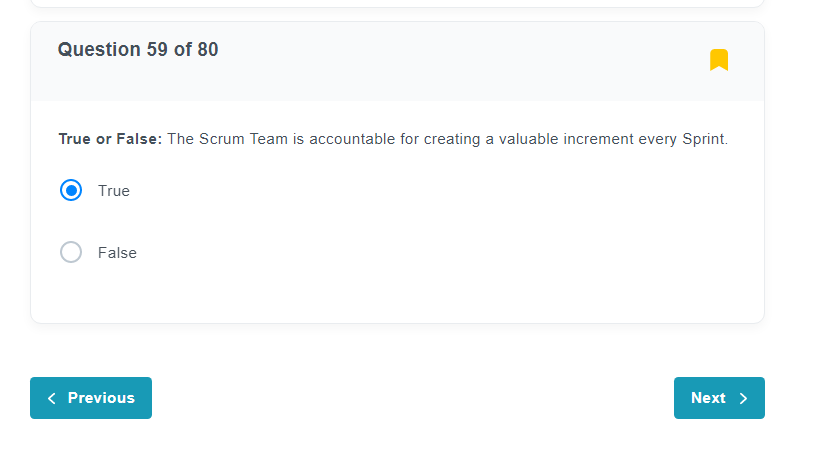 Question 59 of 80
True or False: The Scrum Team is accountable for creating a valuable increment every Sprint.
True
False
Previous
Next